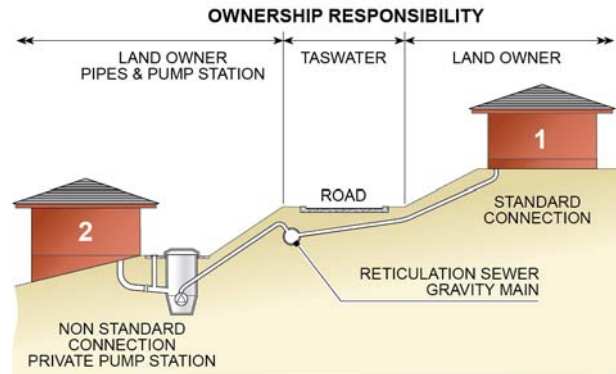 OWNERSHIP RESPONSIBILITY
LAND OWNER
PIPES & PUMP STATION
TASWATER
LAND OWNER
1
ROAD
STANDARD
CONNECTION
2
RETICULATION SEWER
GRAVITY MAIN
NON STANDARD
CONNECTION
PRIVATE PUMP STATION